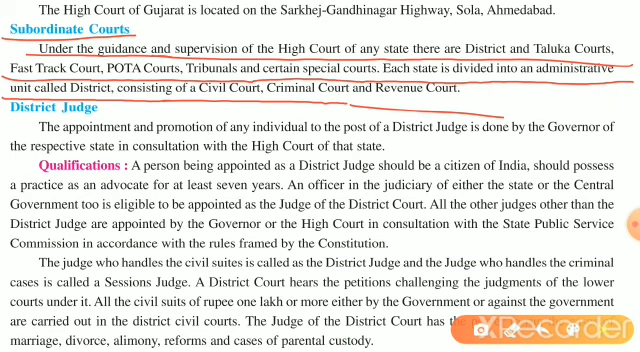 The High Court of Gujarat is located on the Sarkhej-Gandhinagar Highway, Sola, Ahmedabad.
Subordinate Courts
Under the guidance and supervision of the High Court of any state there are District and Taluka Courts,
Fast Track Court, POTA Courts, Tribunals and certain special courts. Each state is divided into an administrative
unit called District, consisting of a Civil Court, Criminal Court and Revenue Court.
District Judge
The appointment and promotion of any individual to the post of a District Judge is done by the Governor of
the respective state in consultation with the High Court of that state.
Qualifications : A person being appointed as a District Judge should be a citizen of India, should possess
a practice as an advocate for at least seven years. An officer in the judiciary of either the state or the Central
Government too is eligible to be appointed as the Judge of the District Court. All the other judges other than the
District Judge are appointed by the Governor or the High Court in consultation with the State Public Service
Commission in accordance with the rules framed by the Constitution.
The judge who handles the civil suites is called as the District Judge and the Judge who handles the criminal
cases is called a Sessions Judge. A District Court hears the petitions challenging the judgments of the lower
courts under it. All the civil suits of rupee one lakh or more either by the Government or against the government
are carried out in the district civil courts. The Judge of the District Court has the
marriage, divorce, alimony, reforms and cases of parental custody.
XRecorder